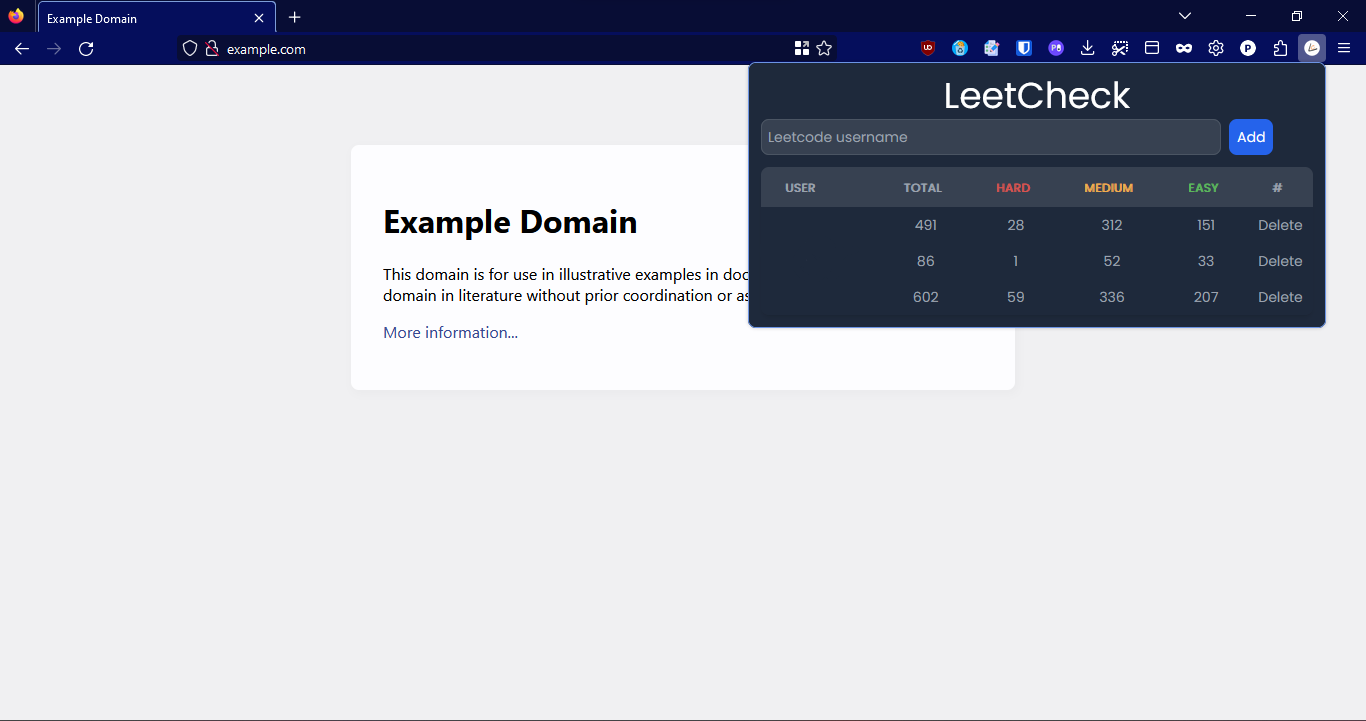 Example Domain
example.com
LeetCheck
Leetcode username
Add
USER TOTAL HARD MEDIUM EASY #
491 28 312 151 Delete
86 1 52 33 Delete
602 59 336 207 Delete
Example Domain
This domain is for use in illustrative examples in doc
domain in literature without prior coordination or as
More information...